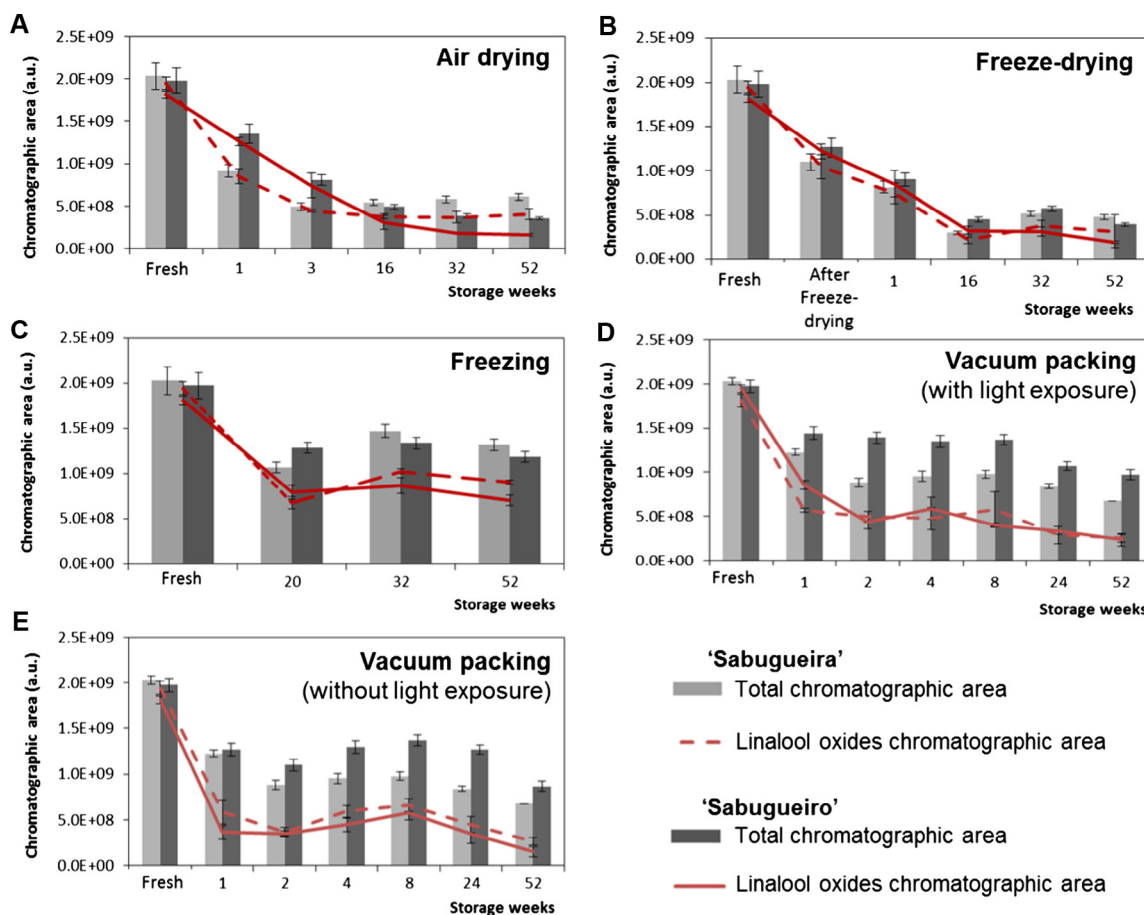 A
Air drying
Chromatographic area (a.u.)
2.5E+09
2.0E+09
1.5E+09
1.0E+09
5.0E+08
0.0E+00
Fresh 1 3 16 32 52
Storage weeks
B
Freeze-drying
Chromatographic area (a.u.)
2.5E+09
2.0E+09
1.5E+09
1.0E+09
5.0E+08
0.0E+00
Fresh After Freeze- drying 1 16 32 52
Storage weeks
C
Freezing
Chromatographic area (a.u.)
2.5E+09
2.0E+09
1.5E+09
1.0E+09
5.0E+08
0.0E+00
Fresh 20 32 52
Storage weeks
D
Vacuum packing
(with light exposure)
Chromatographic area (a.u.)
2.5E+09
2.0E+09
1.5E+09
1.0E+09
5.0E+08
0.0E+00
Fresh 1 2 4 8 24 52
Storage weeks
E
Vacuum packing
(without light exposure)
Chromatographic area (a.u.)
2.5E+09
2.0E+09
1.5E+09
1.0E+09
5.0E+08
0.0E+00
Fresh 1 2 4 8 24 52
Storage weeks
‘Sabugueira’
Total chromatographic area
Linalool oxides chromatographic area
‘Sabugueiro’
Total chromatographic area
Linalool oxides chromatographic area